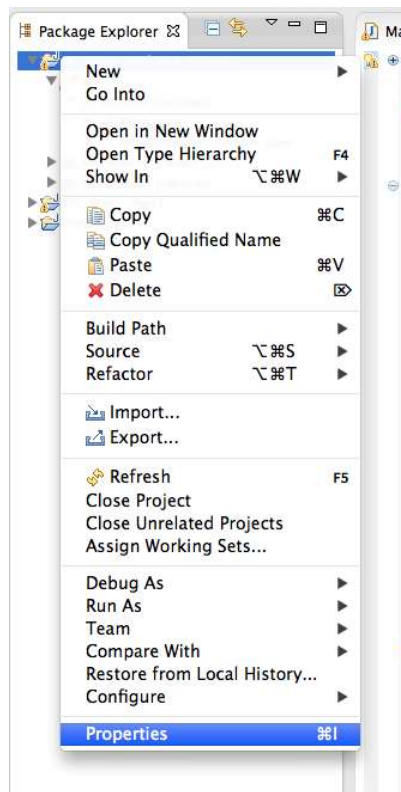 Package Explorer
Ma
New
Go Into
Open in New Window
Open Type Hierarchy F4
Show In ⌥⌘W
Copy ⌘C
Copy Qualified Name
Paste ⌘V
Delete ⌦
Build Path
Source ⌥⌘S
Refactor ⌥⌘T
Import...
Export...
Refresh F5
Close Project
Close Unrelated Projects
Assign Working Sets...
Debug As
Run As
Team
Compare With
Restore from Local History...
Configure
Properties ⌘I